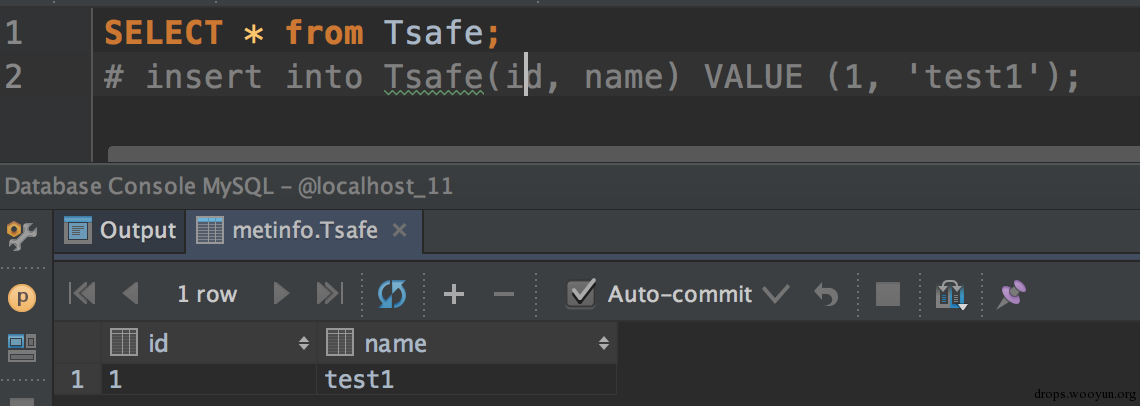 1 SELECT * from Tsafe;
2 # insert into Tsafe(id, name) VALUE (1, 'test1');
Database Console MySQL – @localhost_11
Output metinfo.Tsafe
P 1 row Auto-commit
id name
1 1 test1
drops.wooyun.org